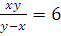 xy/(y−x) = 6